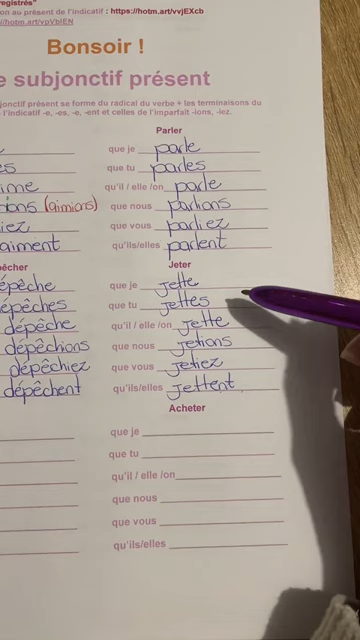 registrés"
on au présent de l'indicatif : https://hotm.art/vvjEXcb
://hotm.art/vpVbIEN
Bonsoir !
e subjonctif présent
jonctif présent se forme du radical du verbe + les terminaisons du
l'indicatif -e, -es, -e, -ent et celles de l'imparfait -ions, -iez.
Parler
que je parle
que tu parles
qu'il / elle /on parle
que nous parlions
que vous parliez
qu'ils/elles parlent
e
es
ime
ions (aimions)
iez
aiment
Jeter
que je jette
que tu jettes
qu'il / elle /on jette
que nous jetions
que vous jetiez
qu'ils/elles jettent
pêcher
épêche
épêches
dépêche
dépêchions
dépêchiez
dépêchent
Acheter
que je
que tu
qu'il / elle /on
que nous
que vous
qu'ils/elles